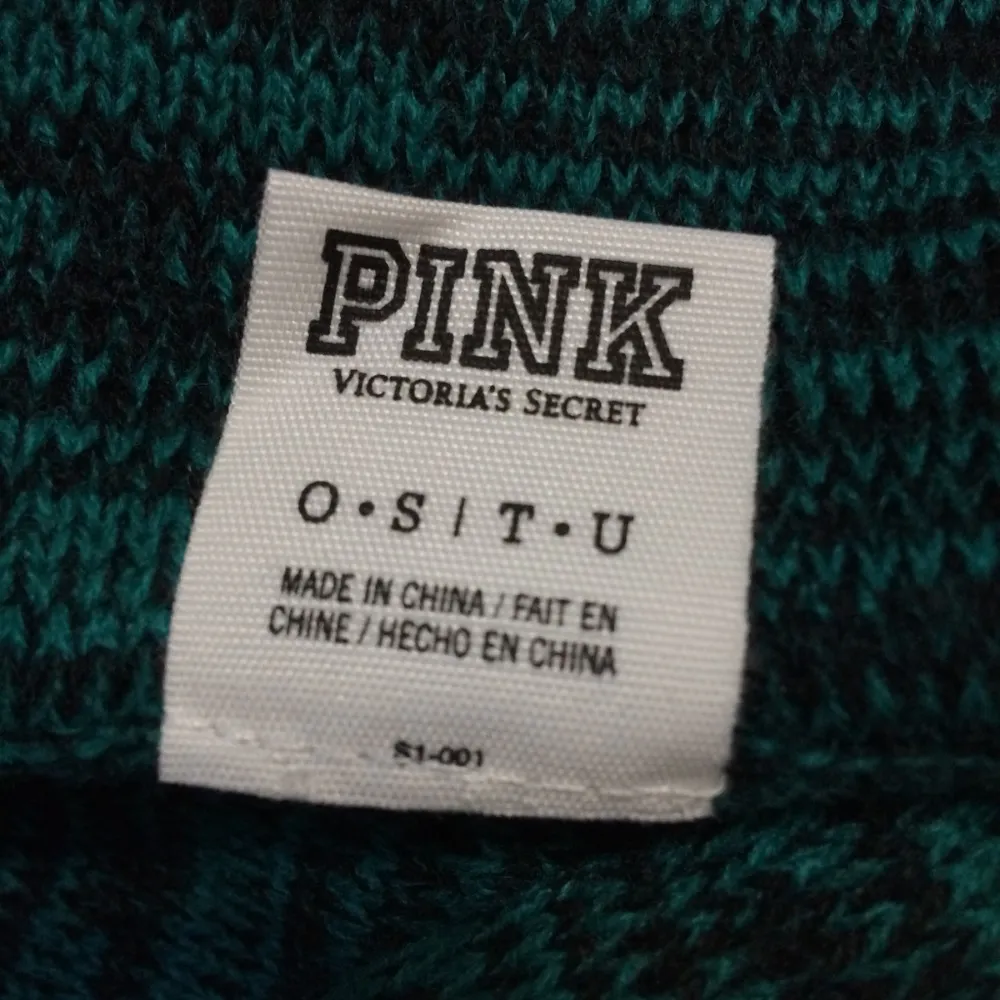 PINK
VICTORIA'S SECRET
O • S | T • U
MADE IN CHINA / FAIT EN
CHINE / HECHO EN CHINA
S1-001